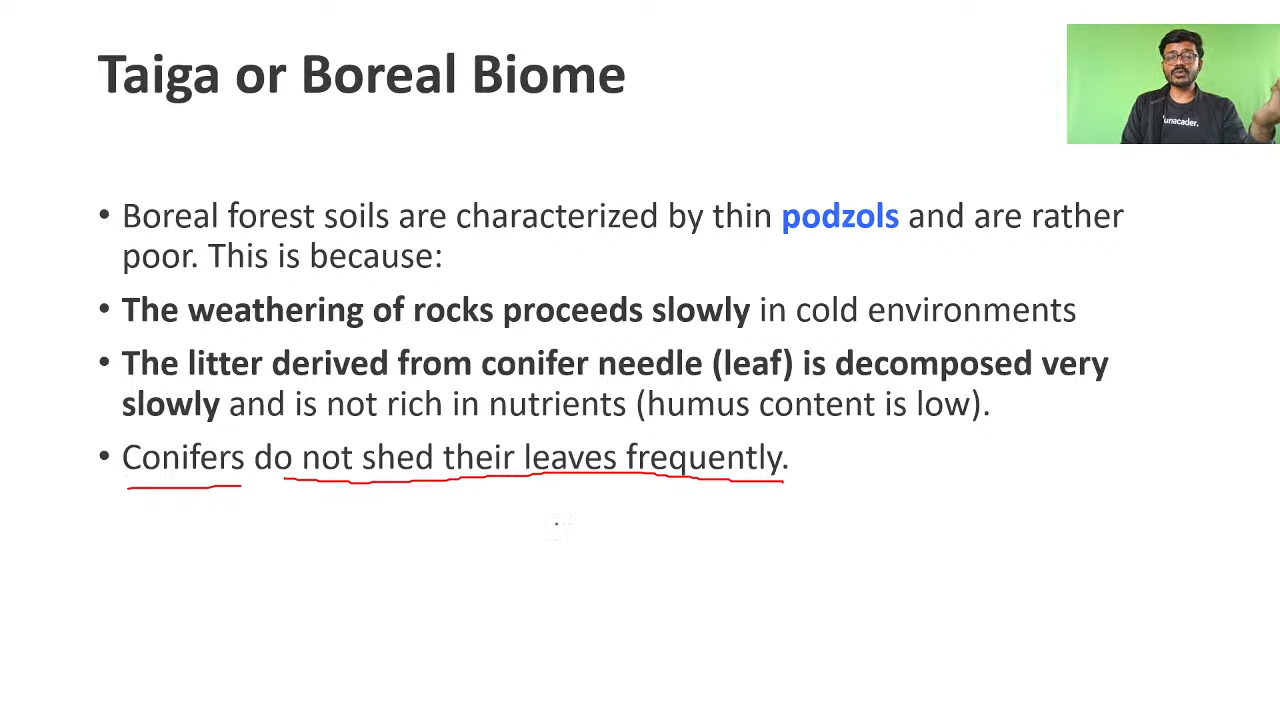 Taiga or Boreal Biome
• Boreal forest soils are characterized by thin podzols and are rather
poor. This is because:
• The weathering of rocks proceeds slowly in cold environments
• The litter derived from conifer needle (leaf) is decomposed very
slowly and is not rich in nutrients (humus content is low).
• Conifers do not shed their leaves frequently.